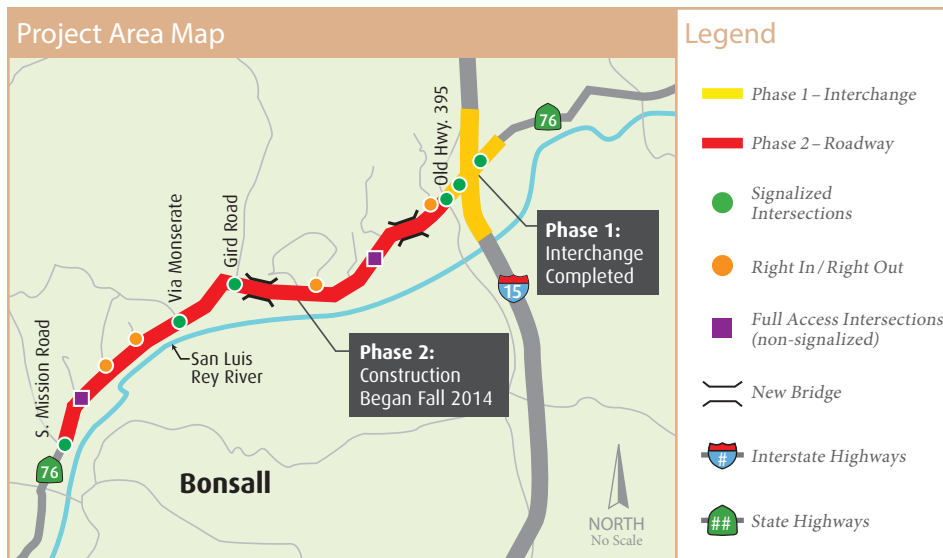 Project Area Map
Old Hwy. 395
76
Phase 1:
Interchange
Completed
15
Gird Road
Via Monserate
S. Mission Road
San Luis
Rey River
Phase 2:
Construction
Began Fall 2014
76
Bonsall
NORTH
No Scale
Legend
Phase 1 – Interchange
Phase 2 – Roadway
Signalized
Intersections
Right In / Right Out
Full Access Intersections
(non-signalized)
New Bridge
#
Interstate Highways
##
State Highways